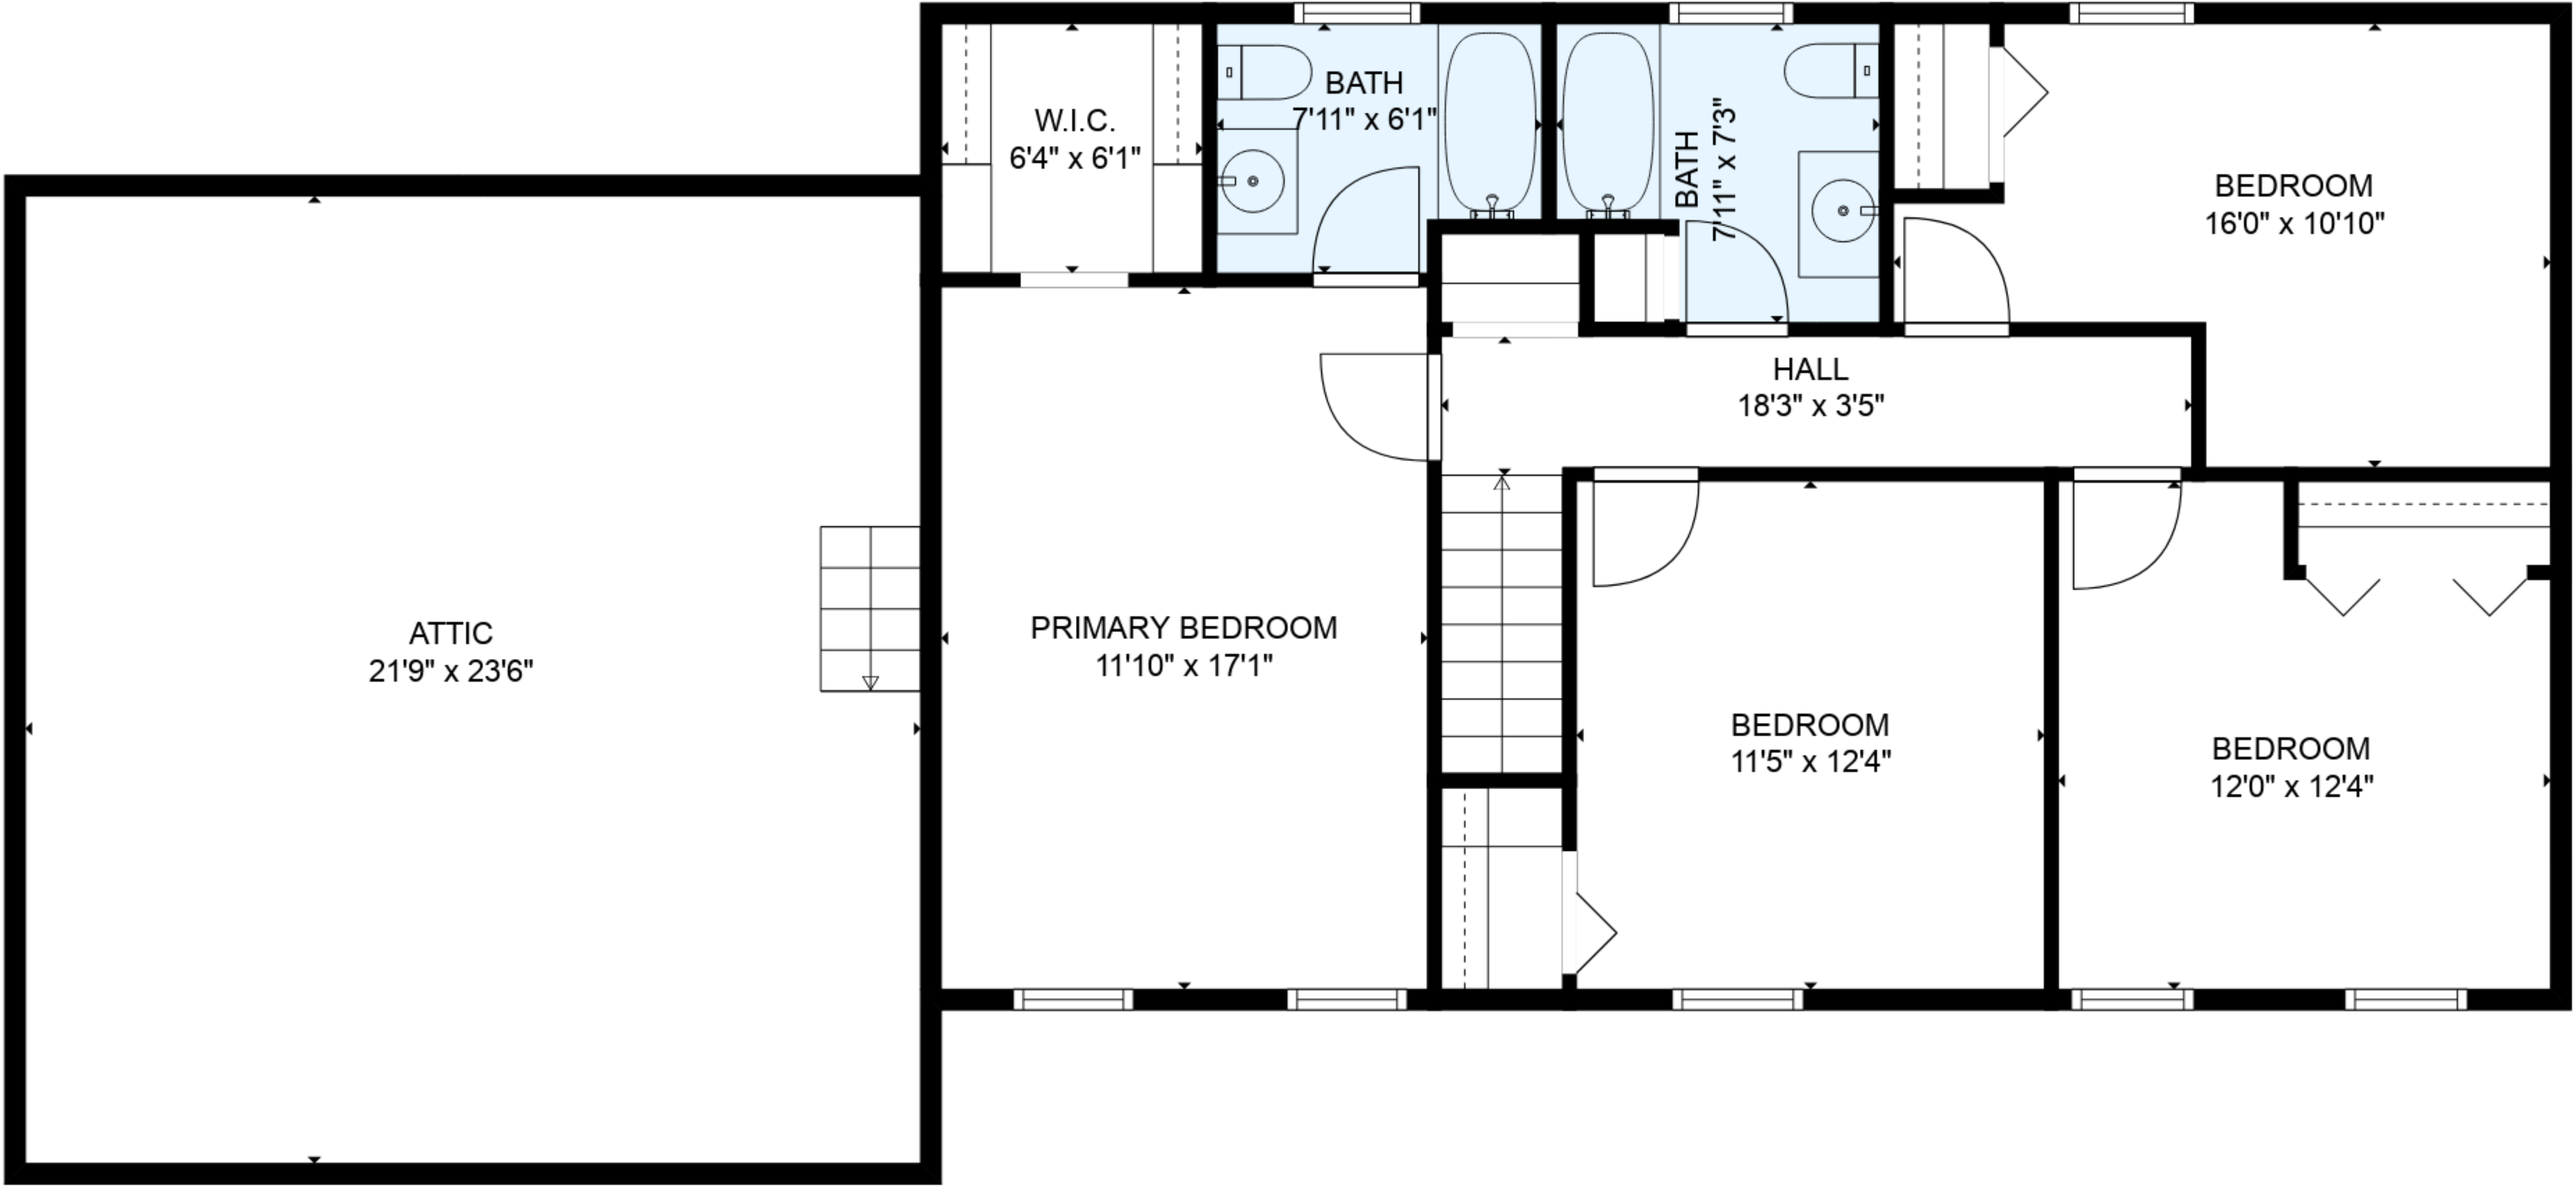 W.I.C.
6'4" x 6'1"
BATH
7'11" x 6'1"
BATH
7'11" x 7'3"
BEDROOM
16'0" x 10'10"
HALL
18'3" x 3'5"
ATTIC
21'9" x 23'6"
PRIMARY BEDROOM
11'10" x 17'1"
BEDROOM
11'5" x 12'4"
BEDROOM
12'0" x 12'4"